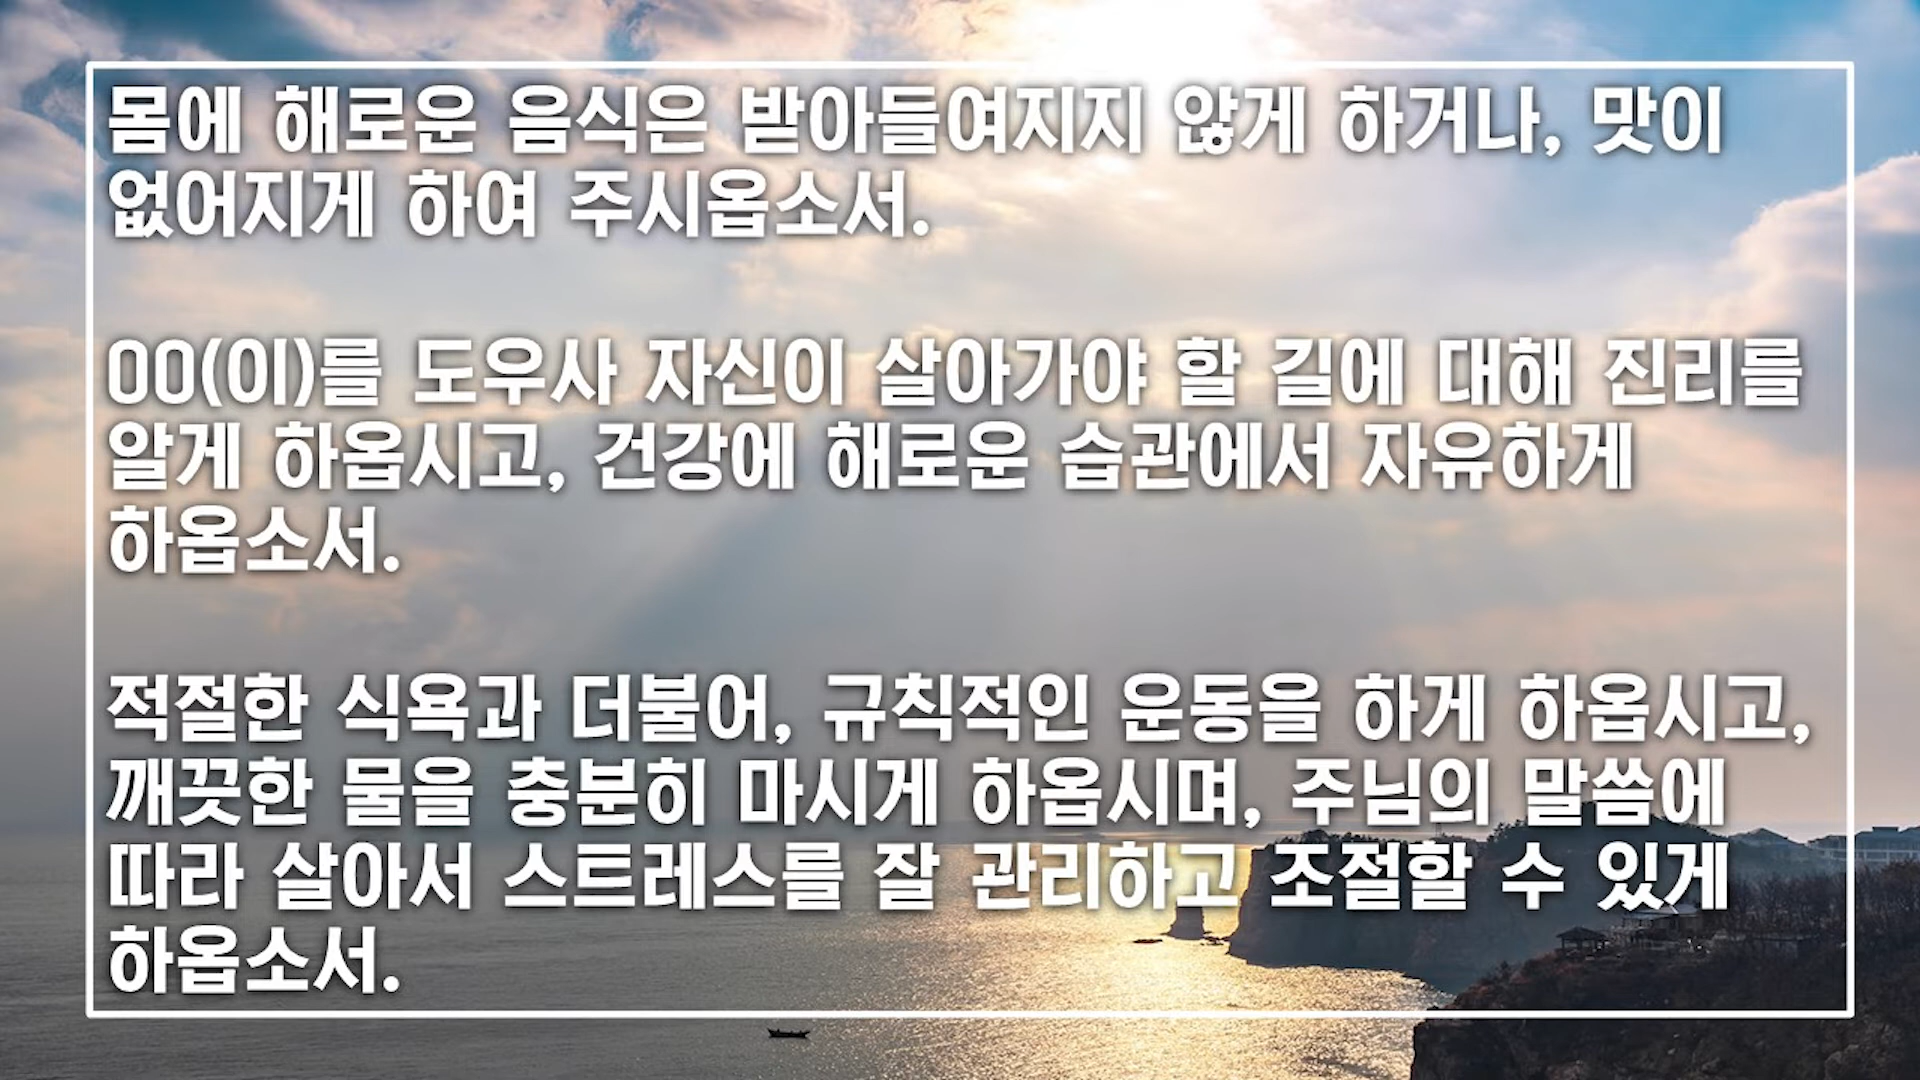 몸에 해로운 음식은 받아들여지지 않게 하거나, 맛이
없어지게 하여 주시옵소서.
00(이)를 도우사 자신이 살아가야 할 길에 대해 진리를
알게 하옵시고, 건강에 해로운 습관에서 자유하게
하옵소서.
적절한 식욕과 더불어, 규칙적인 운동을 하게 하옵시고,
깨끗한 물을 충분히 마시게 하옵시며, 주님의 말씀에
따라 살아서 스트레스를 잘 관리하고 조절할 수 있게
하옵소서.